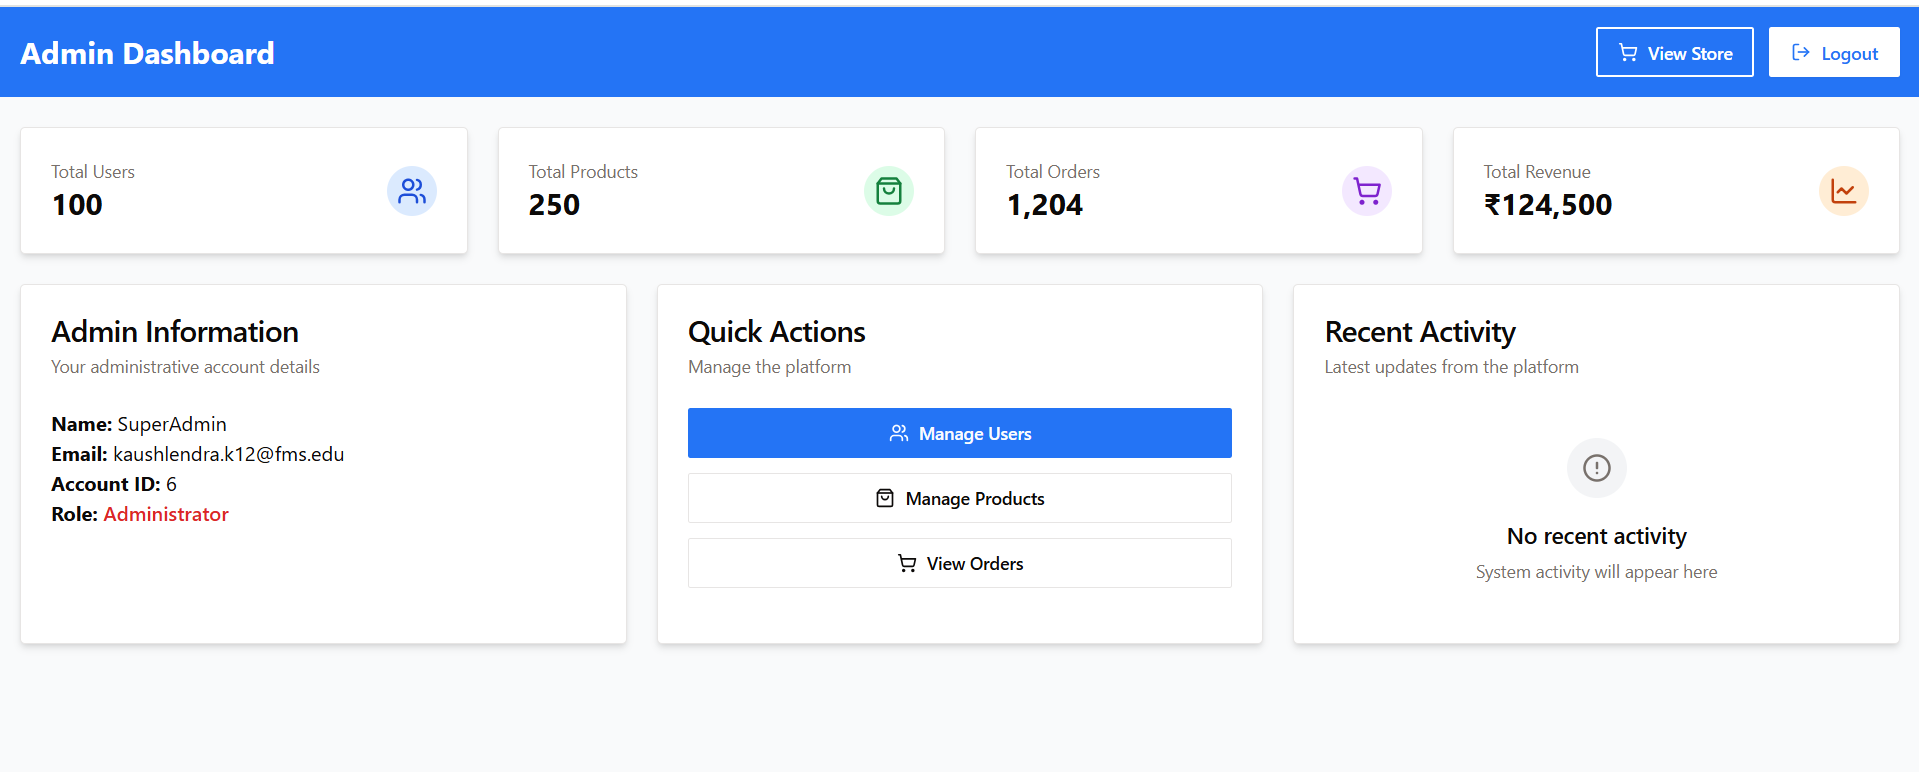 Admin Dashboard
View Store
Logout
Total Users
100
Total Products
250
Total Orders
1,204
Total Revenue
₹124,500
Admin Information
Your administrative account details
Name: SuperAdmin
Email: kaushlendra.k12@fms.edu
Account ID: 6
Role: Administrator
Quick Actions
Manage the platform
Manage Users
Manage Products
View Orders
Recent Activity
Latest updates from the platform
No recent activity
System activity will appear here